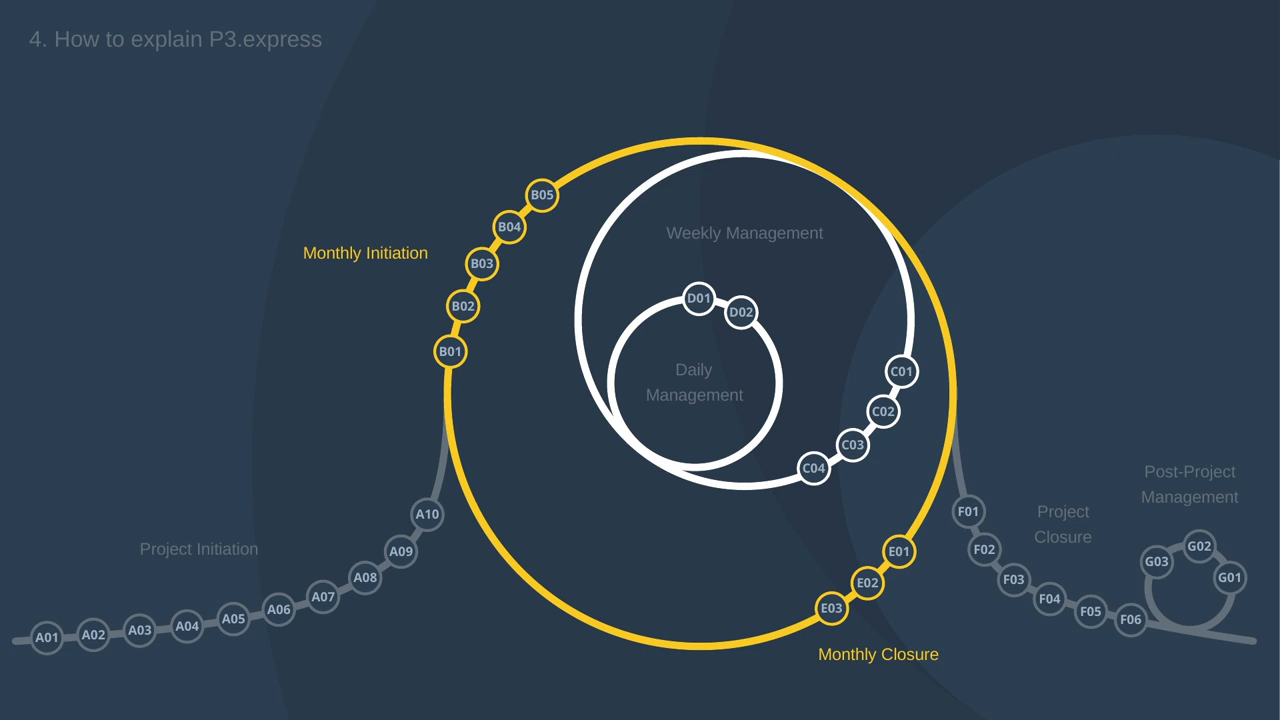 4. How to explain P3.express
B05
B04
Weekly Management
Monthly Initiation
B03
D01
B02
D02
B01
Daily
Management
C01
C02
C03
C04
Post-Project
Management
A10
F01
Project
Closure
Project Initiation
A09
E01
F02
G02
G03
A08
E02
F03
G01
A07
F04
A06
E03
A05
F05
A04
F06
A03
A02
A01
Monthly Closure